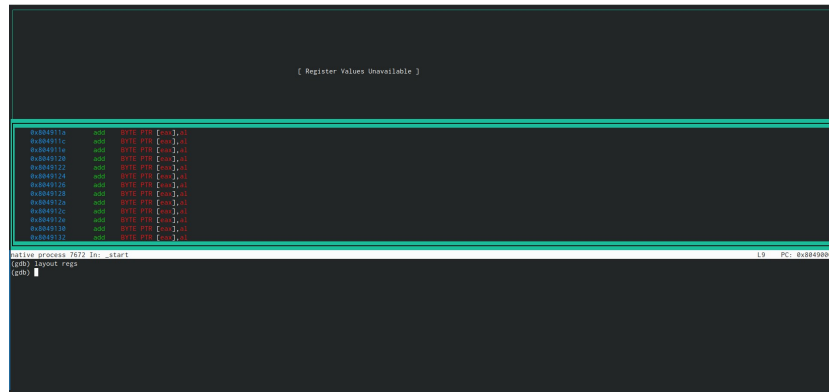 [ Register Values Unavailable ]
0x804911a add BYTE PTR [eax],al
0x804911c add BYTE PTR [eax],al
0x804911e add BYTE PTR [eax],al
0x8049120 add BYTE PTR [eax],al
0x8049122 add BYTE PTR [eax],al
0x8049124 add BYTE PTR [eax],al
0x8049126 add BYTE PTR [eax],al
0x8049128 add BYTE PTR [eax],al
0x804912a add BYTE PTR [eax],al
0x804912c add BYTE PTR [eax],al
0x804912e add BYTE PTR [eax],al
0x8049130 add BYTE PTR [eax],al
0x8049132 add BYTE PTR [eax],al
native process 7672 In: _start L9 PC: 0x804900
(gdb) layout regs
(gdb)